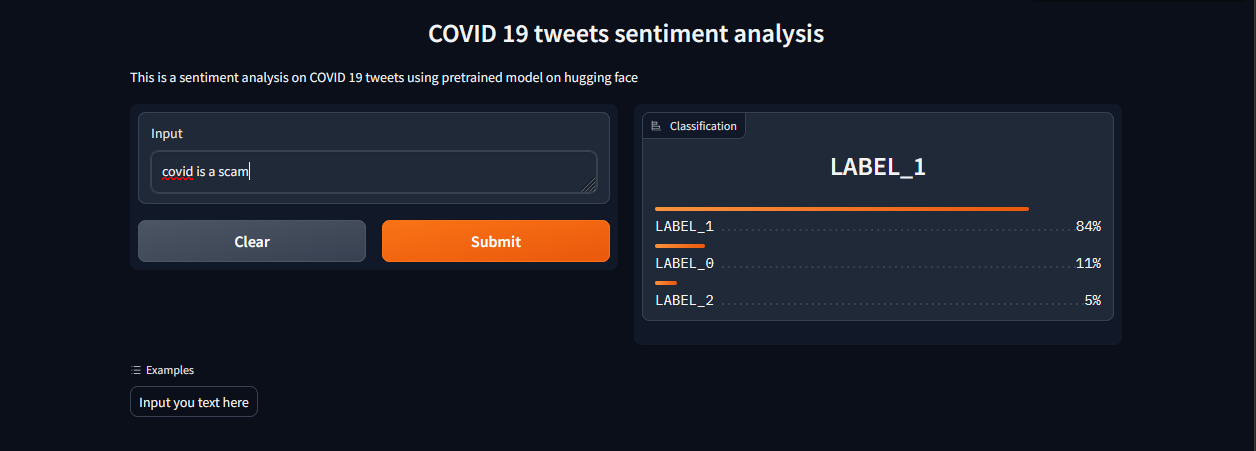 COVID 19 tweets sentiment analysis
This is a sentiment analysis on COVID 19 tweets using pretrained model on hugging face
Input
covid is a scam
Clear
Submit
Classification
LABEL_1
LABEL_1 84%
LABEL_0 11%
LABEL_2 5%
Examples
Input you text here